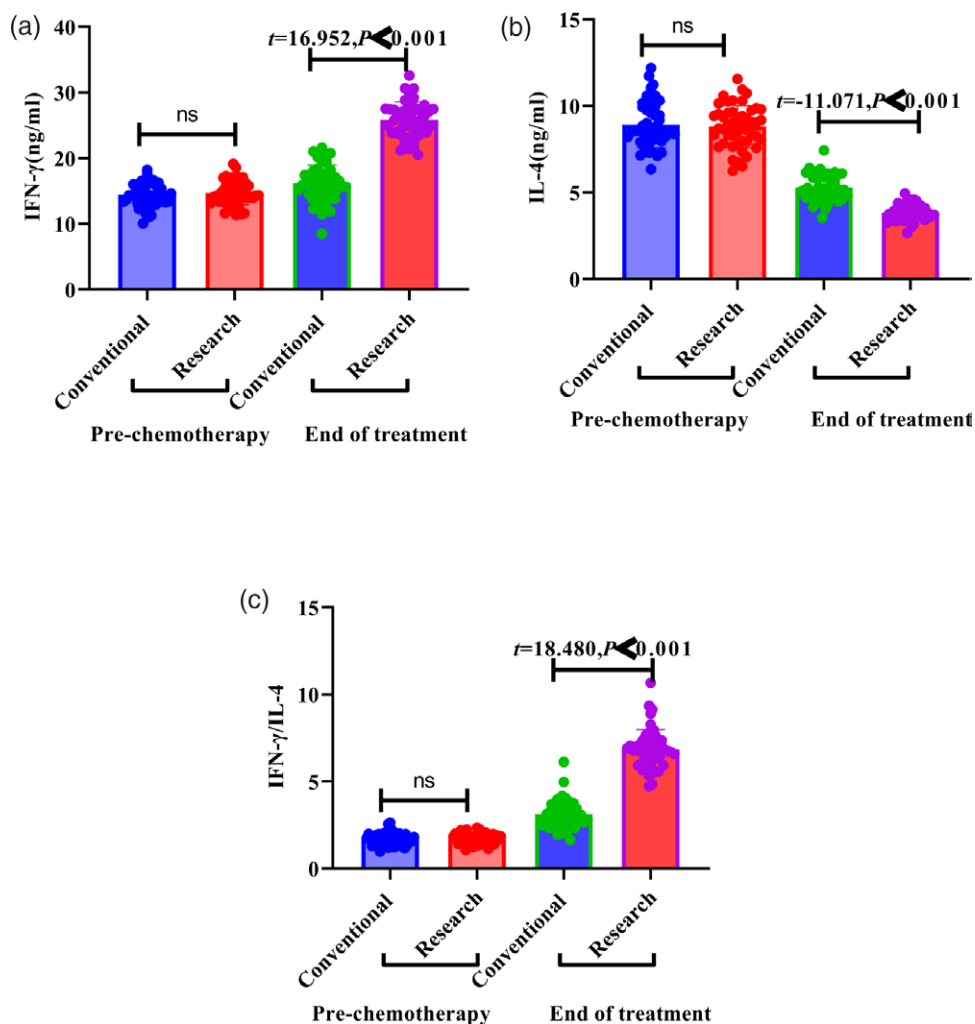 (a)
40
30
20
10
0
IFN-γ(ng/ml)
ns
t=16.952,P<0.001
Conventional
Research
Conventional
Research
Pre-chemotherapy
End of treatment
(b)
15
10
5
0
IL-4(ng/ml)
ns
t=-11.071,P<0.001
Conventional
Research
Conventional
Research
Pre-chemotherapy
End of treatment
(c)
15
10
5
0
IFN-γ/IL-4
ns
t=18.480,P<0.001
Conventional
Research
Conventional
Research
Pre-chemotherapy
End of treatment